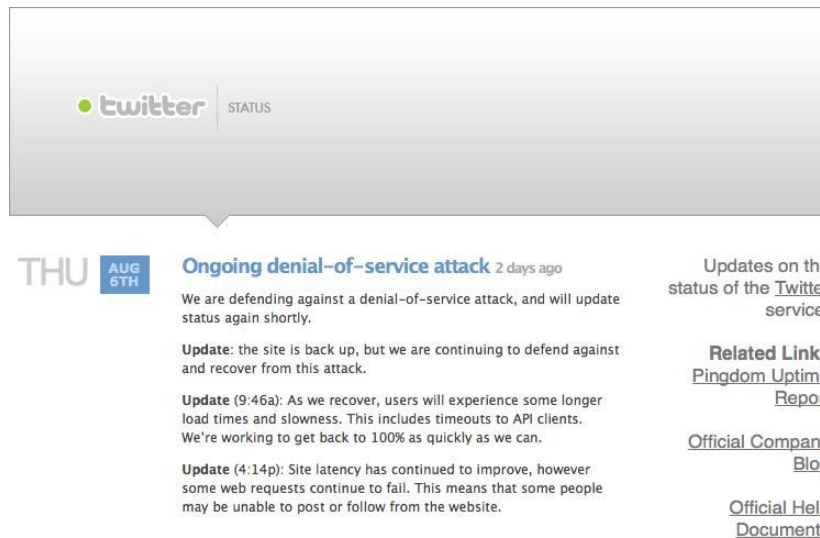 twitter STATUS
THU AUG 6TH
Ongoing denial-of-service attack 2 days ago
We are defending against a denial-of-service attack, and will update
status again shortly.
Update: the site is back up, but we are continuing to defend against
and recover from this attack.
Update (9:46a): As we recover, users will experience some longer
load times and slowness. This includes timeouts to API clients.
We're working to get back to 100% as quickly as we can.
Update (4:14p): Site latency has continued to improve, however
some web requests continue to fail. This means that some people
may be unable to post or follow from the website.
Updates on th
status of the Twitte
service
Related Link
Pingdom Uptim
Repor
Official Compan
Blo
Official Hel
Document